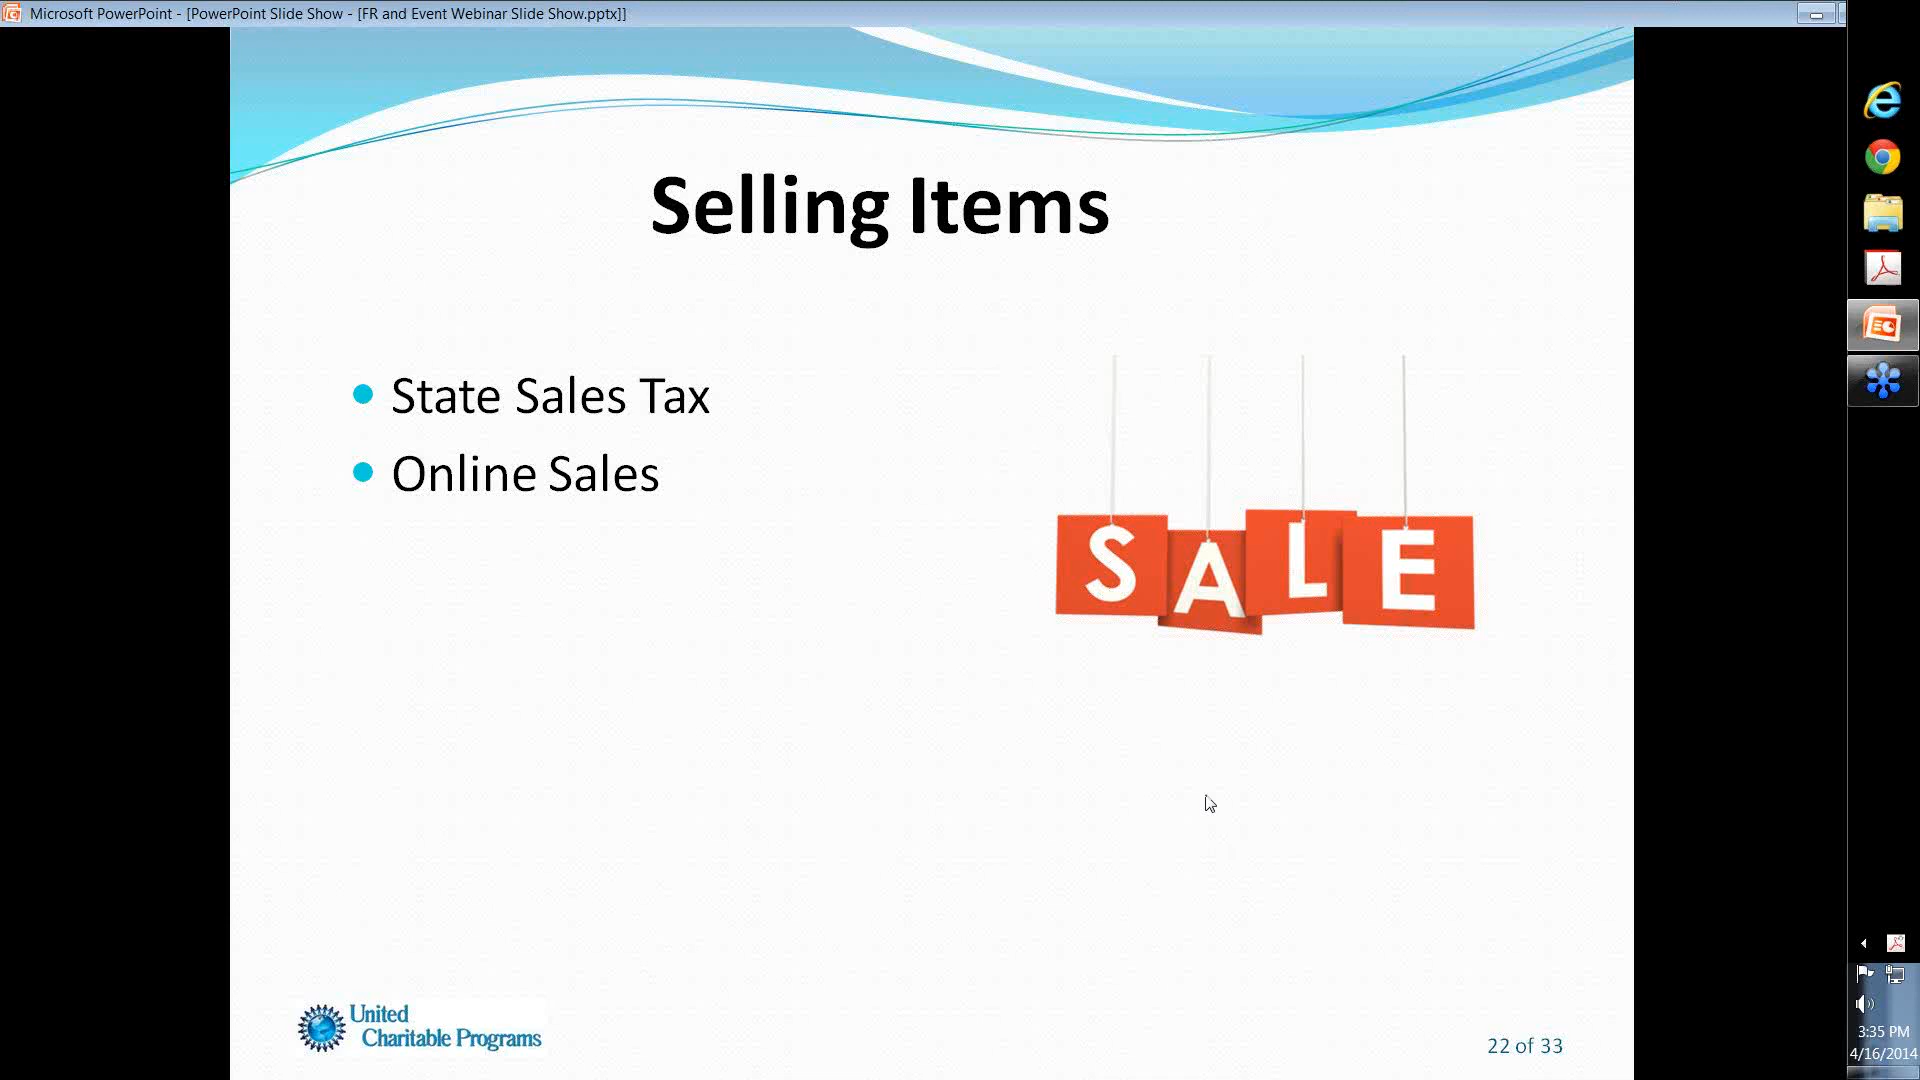 Microsoft PowerPoint - [PowerPoint Slide Show - [FR and Event Webinar Slide Show.pptx]]
Selling Items
State Sales Tax
Online Sales
SALE
United
Charitable Programs
22 of 33
3:35 PM
4/16/2014